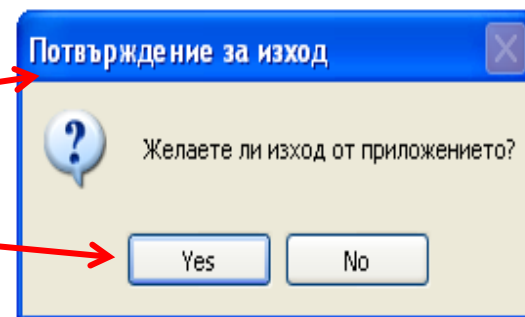 Потвърждение за изход
Желаете ли изход от приложението?
Yes
No